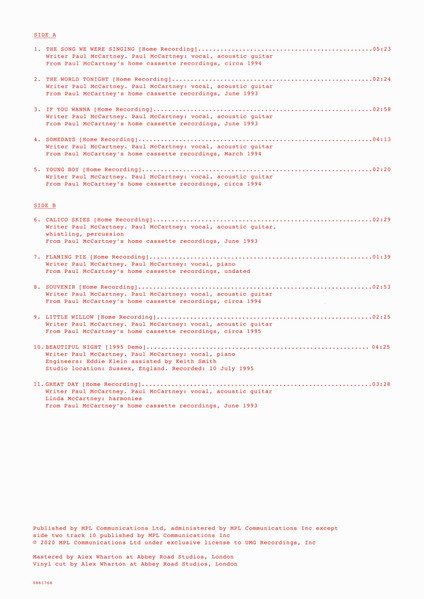 SIDE A
1. THE SONG WE WERE SINGING [Home Recording]................................................05:23
Writer Paul McCartney. Paul McCartney: vocal, acoustic guitar
From Paul McCartney's home cassette recordings, circa 1994
2. THE WORLD TONIGHT [Home Recording].......................................................02:24
Writer Paul McCartney. Paul McCartney: vocal, acoustic guitar
From Paul McCartney's home cassette recordings, June 1993
3. IF YOU WANNA [Home Recording]............................................................02:58
Writer Paul McCartney. Paul McCartney: vocal, acoustic guitar
From Paul McCartney's home cassette recordings, June 1993
4. SOMEDAYS [Home Recording]................................................................04:13
Writer Paul McCartney. Paul McCartney: vocal, acoustic guitar
From Paul McCartney's home cassette recordings, March 1994
5. YOUNG BOY [Home Recording]...............................................................02:20
Writer Paul McCartney. Paul McCartney: vocal, acoustic guitar
From Paul McCartney's home cassette recordings, circa 1994
SIDE B
6. CALICO SKIES [Home Recording]............................................................02:29
Writer Paul McCartney. Paul McCartney: vocal, acoustic guitar,
whistling, percussion
From Paul McCartney's home cassette recordings, June 1993
7. FLAMING PIE [Home Recording].............................................................01:39
Writer Paul McCartney. Paul McCartney: vocal, piano
From Paul McCartney's home cassette recordings, undated
8. SOUVENIR [Home Recording]................................................................02:53
Writer Paul McCartney. Paul McCartney: vocal, acoustic guitar
From Paul McCartney's home cassette recordings, circa 1994
9. LITTLE WILLOW [Home Recording]...........................................................02:25
Writer Paul McCartney. Paul McCartney: vocal, acoustic guitar
From Paul McCartney's home cassette recordings, circa 1995
10. BEAUTIFUL NIGHT [1995 Demo]............................................................. 04:25
Writer Paul McCartney. Paul McCartney: vocal, piano
Engineers: Eddie Klein assisted by Keith Smith
Studio location: Sussex, England. Recorded: 10 July 1995
11. GREAT DAY [Home Recording]...............................................................03:28
Writer Paul McCartney. Paul McCartney: vocal, acoustic guitar
Linda McCartney: harmonies
From Paul McCartney's home cassette recordings, June 1993
Published by MPL Communications Ltd, administered by MPL Communications Inc except
side two track 10 published by MPL Communications Inc
© 2020 MPL Communications Ltd under exclusive license to UMG Recordings, Inc
Mastered by Alex Wharton at Abbey Road Studios, London
Vinyl cut by Alex Wharton at Abbey Road Studios, London